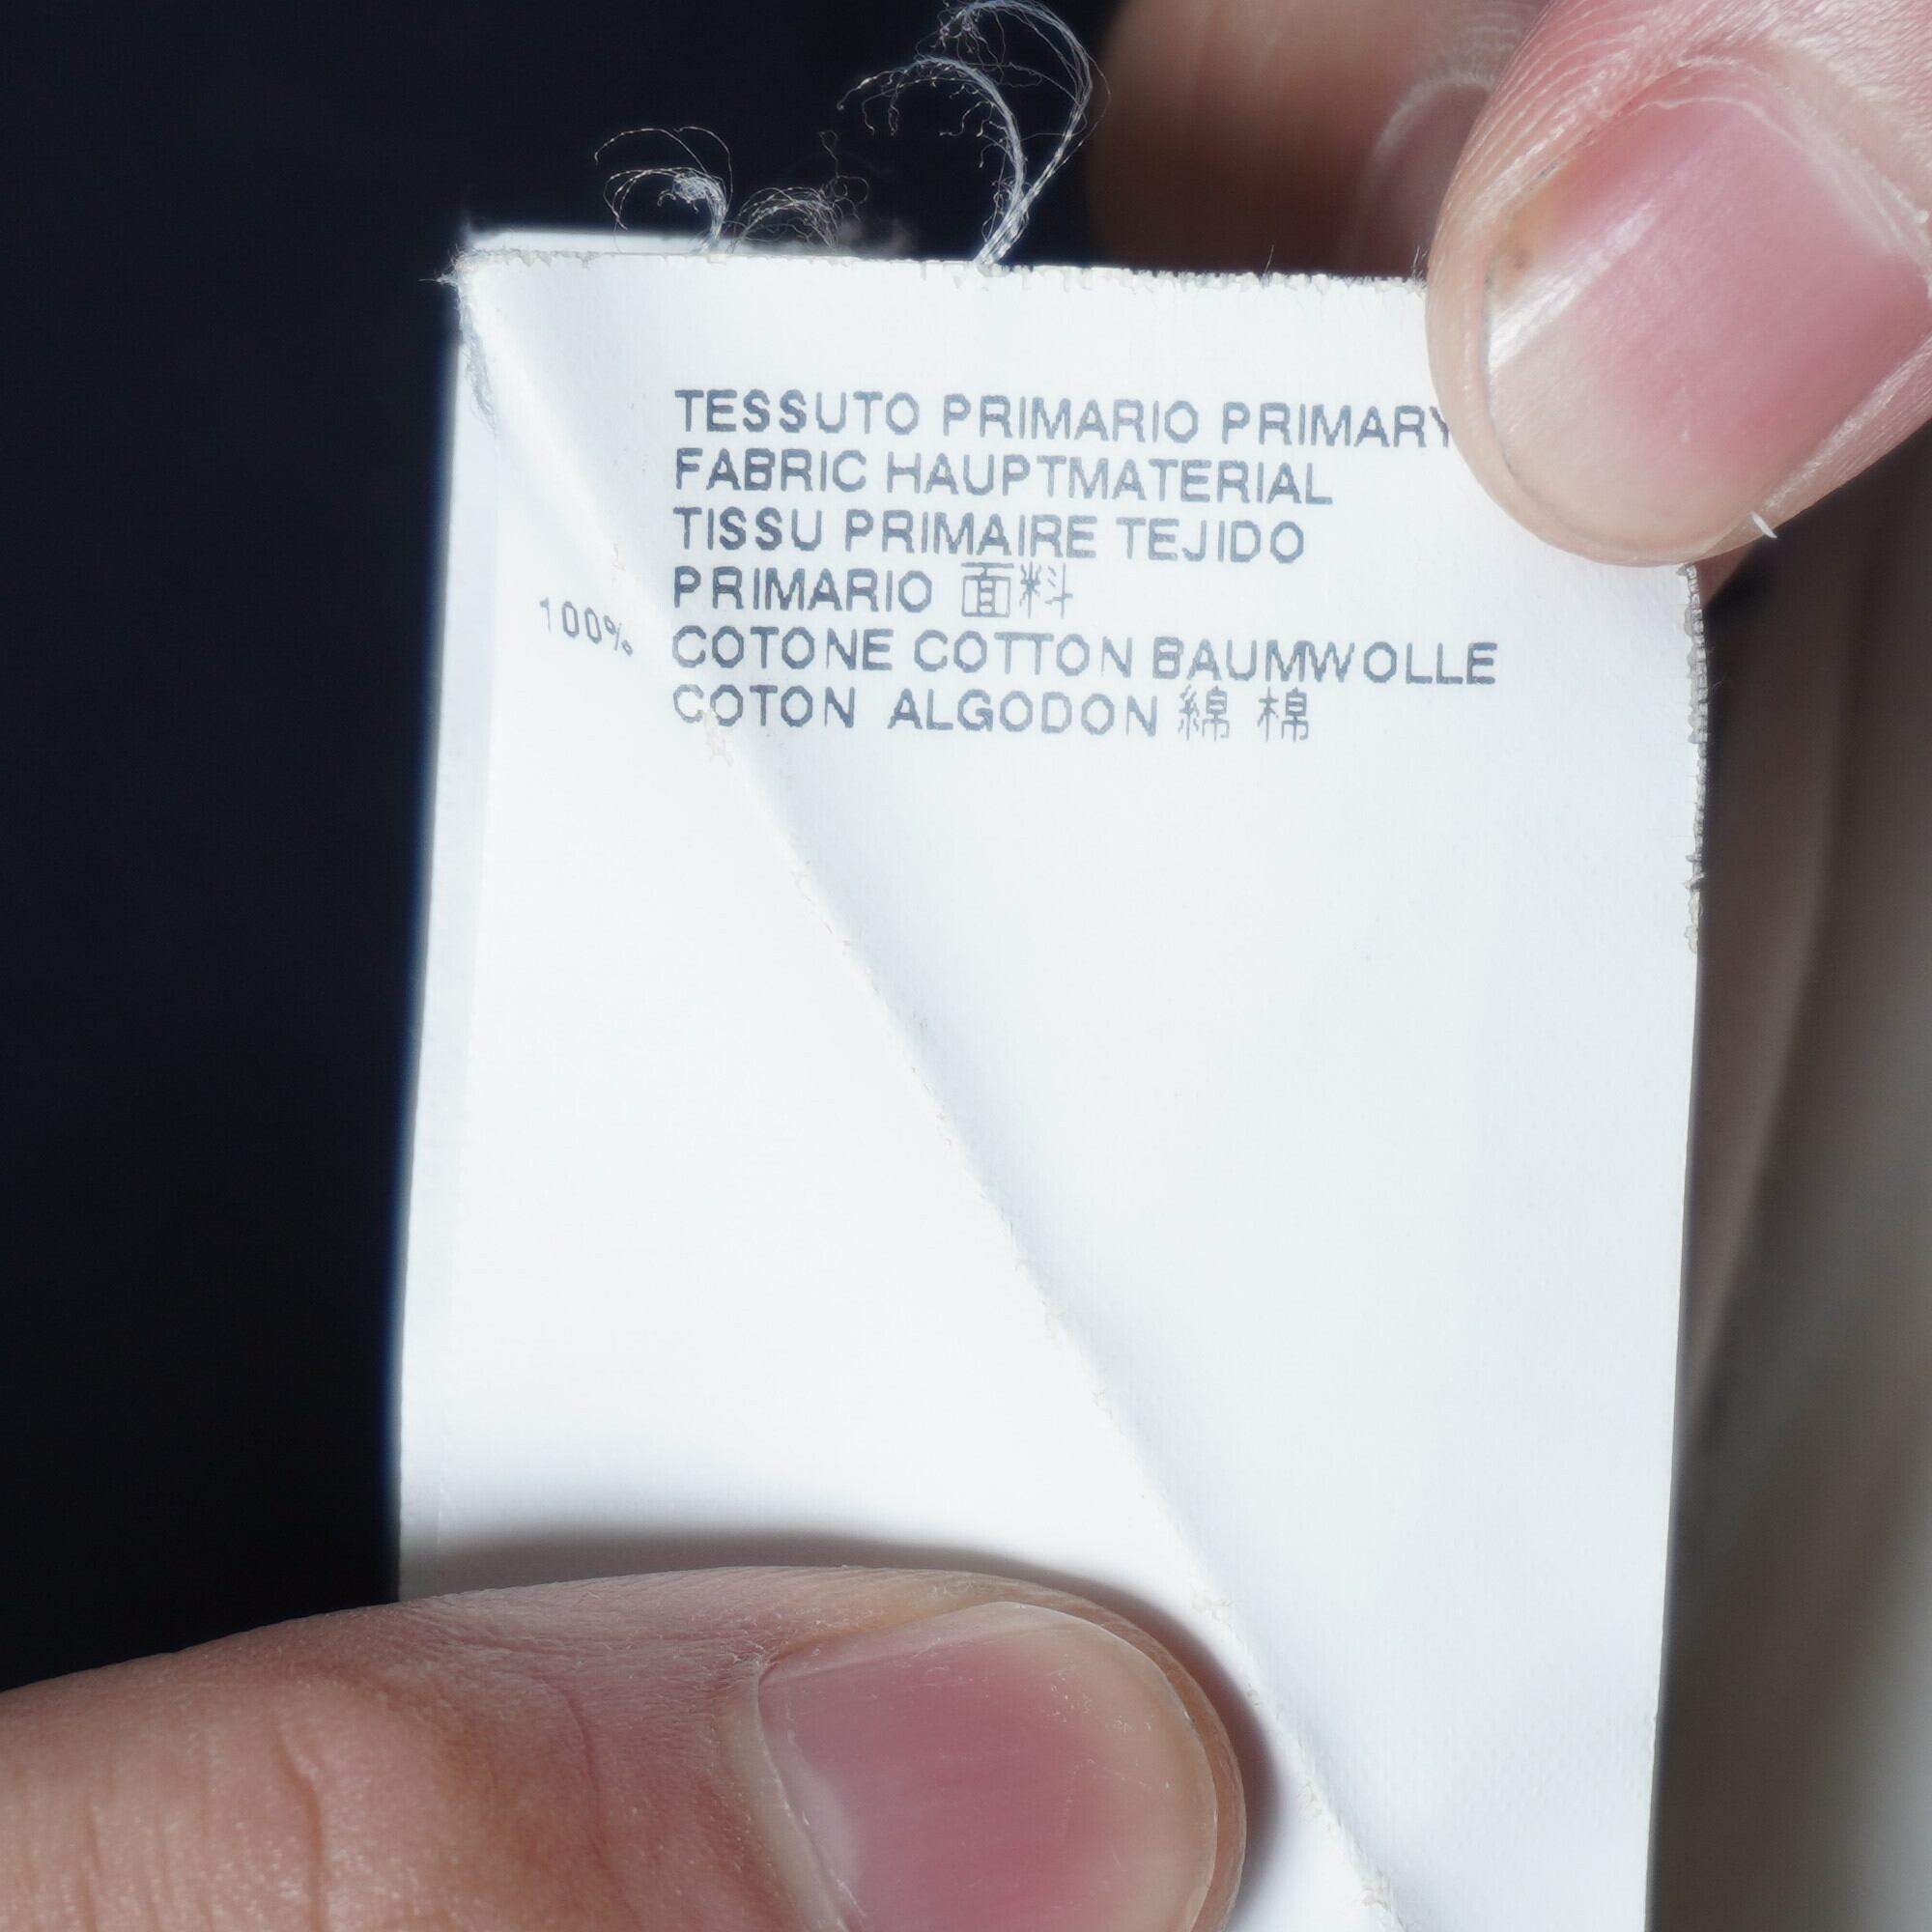 TESSUTO PRIMARIO PRIMARY
FABRIC HAUPTMATERIAL
TISSU PRIMAIRE TEJIDO
PRIMARIO 面料
100% COTONE COTTON BAUMWOLLE
COTON ALGODON 綿 棉